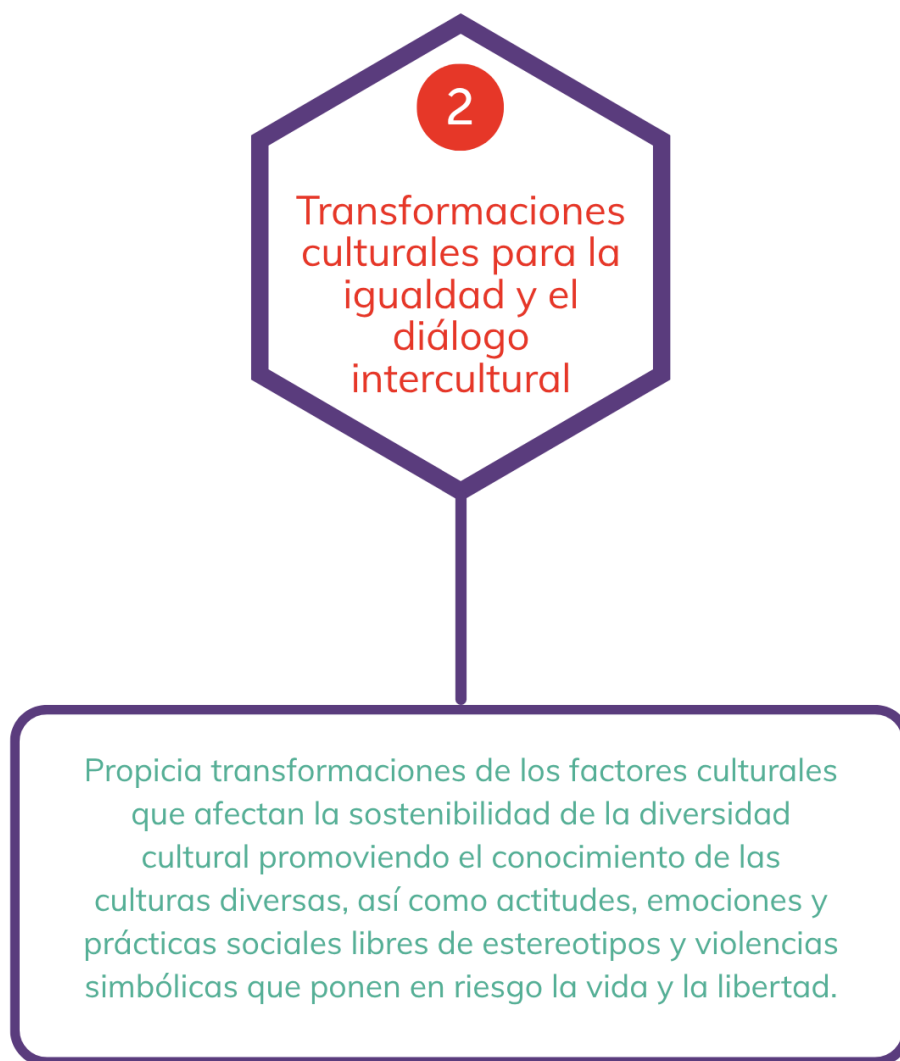 2
Transformaciones
culturales para la
igualdad y el
diálogo
intercultural
Propicia transformaciones de los factores culturales
que afectan la sostenibilidad de la diversidad
cultural promoviendo el conocimiento de las
culturas diversas, así como actitudes, emociones y
prácticas sociales libres de estereotipos y violencias
simbólicas que ponen en riesgo la vida y la libertad.